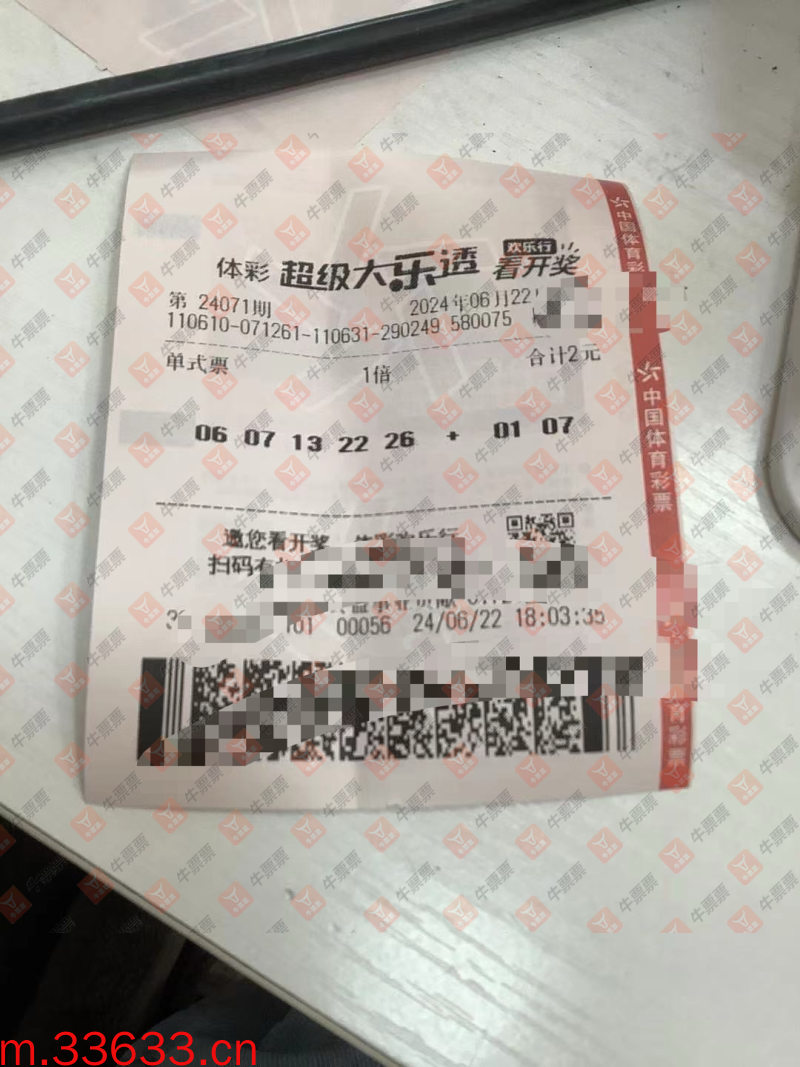 体彩 超级大乐透 欢乐行 看开奖
第 24071期 2024年06月22
110610-071261-110631-290249 580075
单式票 1倍 合计2元
06 07 13 22 26 + 01 07
邀您看开奖
扫码
101 00056 24/06/22 18:03:35
中国体育彩
中国体育彩票
育彩票
牛票票
m.33633.cn